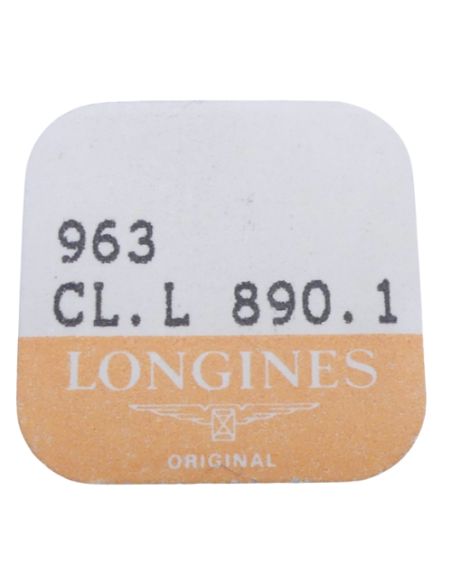 963
CL.L 890.1
LONGINES
ORIGINAL